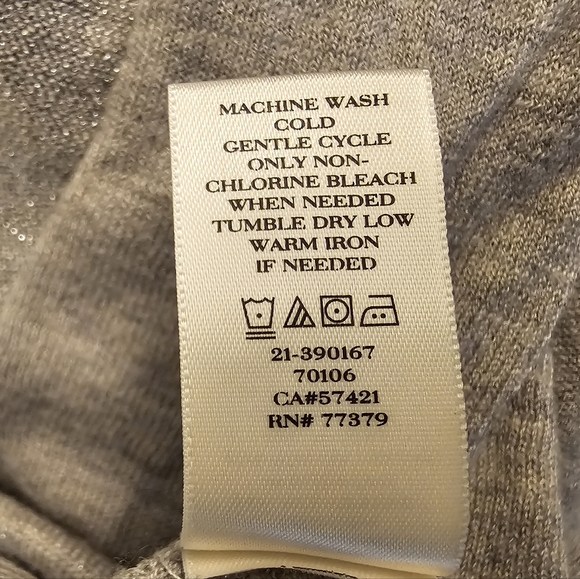 MACHINE WASH
COLD
GENTLE CYCLE
ONLY NON-
CHLORINE BLEACH
WHEN NEEDED
TUMBLE DRY LOW
WARM IRON
IF NEEDED
21-390167
70106
CA#57421
RN# 77379